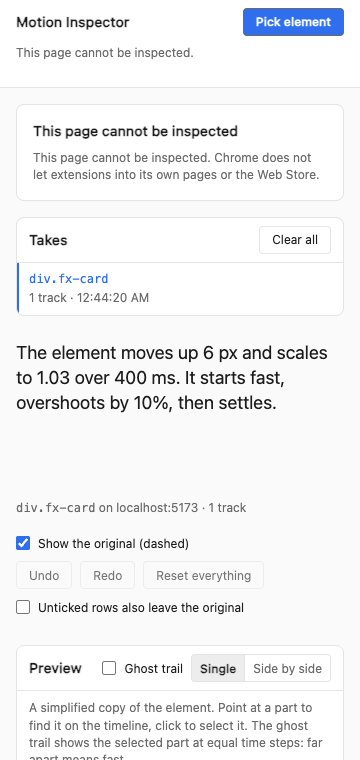 Motion Inspector
Pick element
This page cannot be inspected.
This page cannot be inspected
This page cannot be inspected. Chrome does not
let extensions into its own pages or the Web Store.
Takes
Clear all
div.fx-card
1 track · 12:44:20 AM
The element moves up 6 px and scales
to 1.03 over 400 ms. It starts fast,
overshoots by 10%, then settles.
div.fx-card on localhost:5173 · 1 track
Show the original (dashed)
Undo
Redo
Reset everything
Unticked rows also leave the original
Preview
Ghost trail
Single
Side by side
A simplified copy of the element. Point at a part to
find it on the timeline, click to select it. The ghost
trail shows the selected part at equal time steps: far
apart means fast.